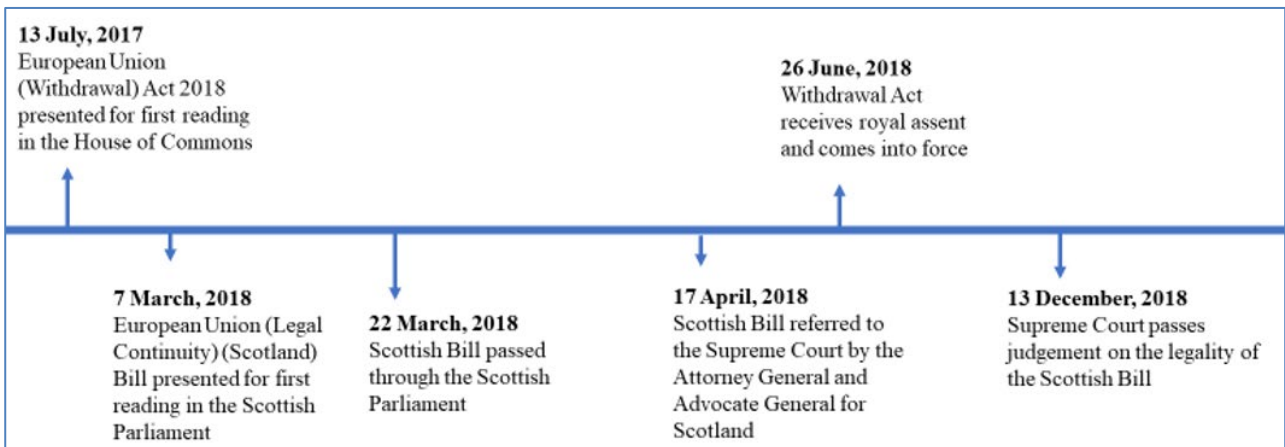 13 July, 2017
European Union
(Withdrawal) Act 2018
presented for first reading
in the House of Commons
26 June, 2018
Withdrawal Act
receives royal assent
and comes into force
7 March, 2018
European Union (Legal
Continuity) (Scotland)
Bill presented for first
reading in the Scottish
Parliament
22 March, 2018
Scottish Bill passed
through the Scottish
Parliament
17 April, 2018
Scottish Bill referred to
the Supreme Court by the
Attorney General and
Advocate General for
Scotland
13 December, 2018
Supreme Court passes
judgement on the legality of
the Scottish Bill